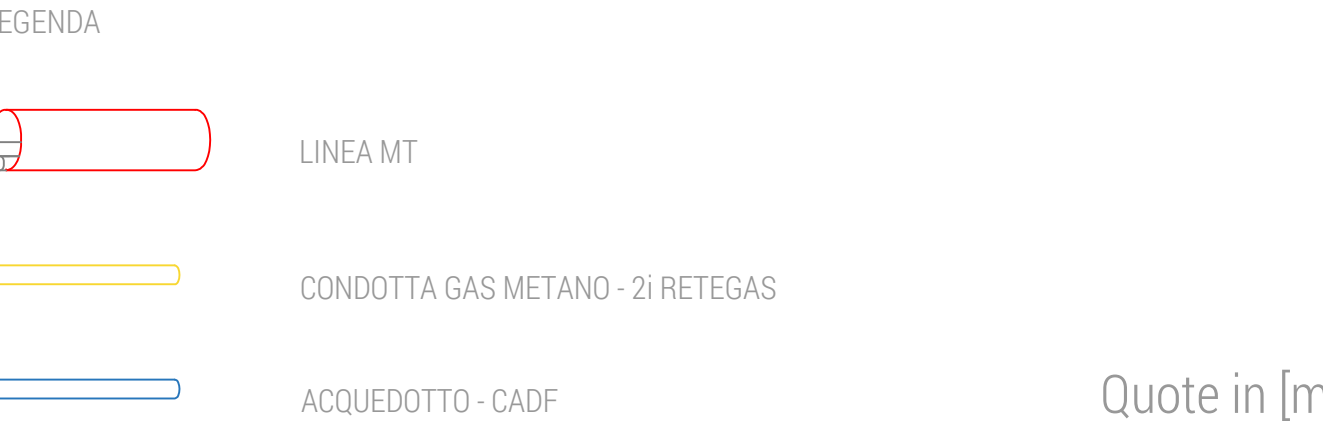 EGENDA
LINEA MT
CONDOTTA GAS METANO - 2i RETEGAS
ACQUEDOTTO - CADF
Quote in [m